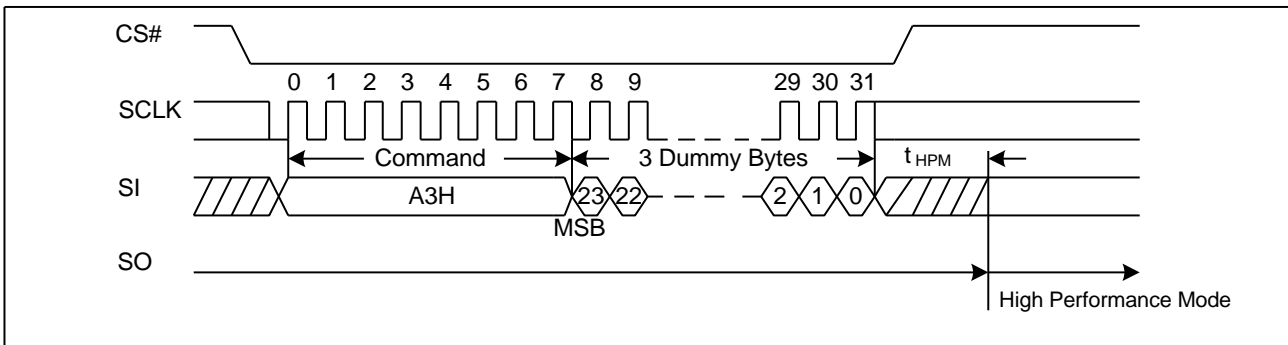 CS#
0 1 2 3 4 5 6 7 8 9 29 30 31
SCLK
Command 3 Dummy Bytes t HPM
SI A3H 23 22 2 1 0
MSB
SO
High Performance Mode